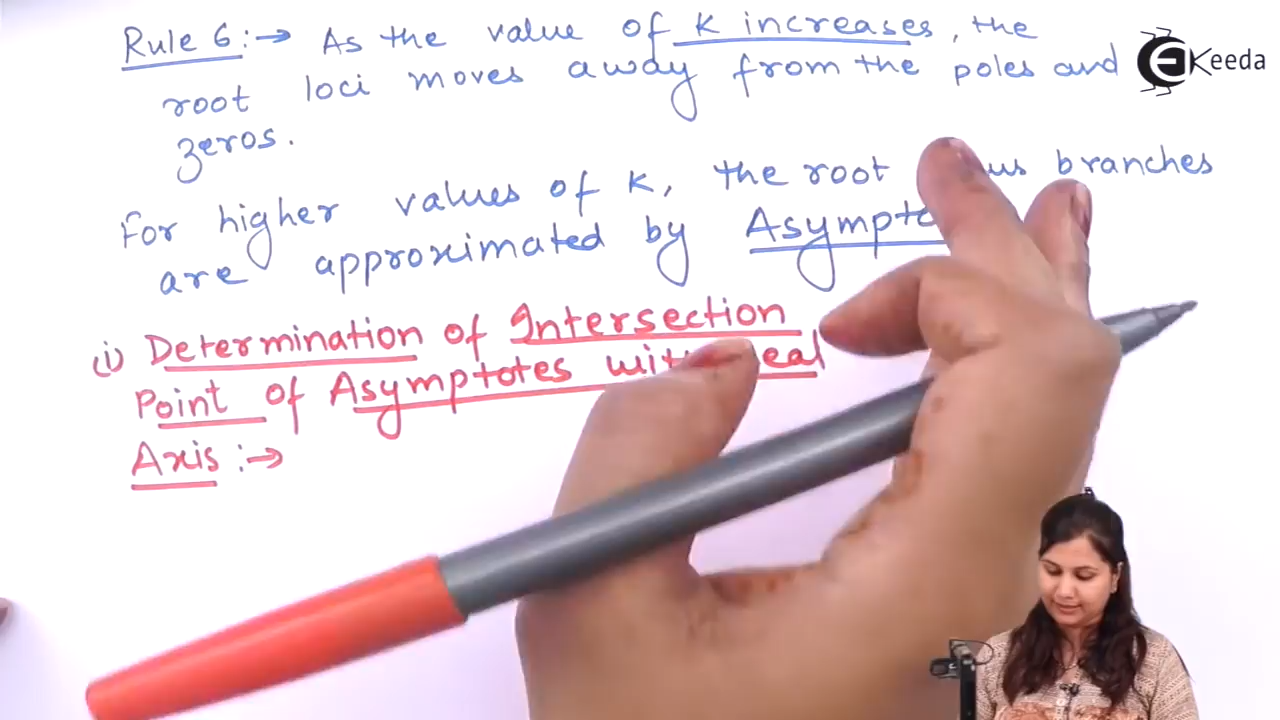 Rule 6:→ As the value of K increases, the
root loci moves away from the poles and
zeros.
Keeda
For higher values of K, the root branches
are approximated by
(i) Determination of Intersection
Point of Asymptotes
Axis :→